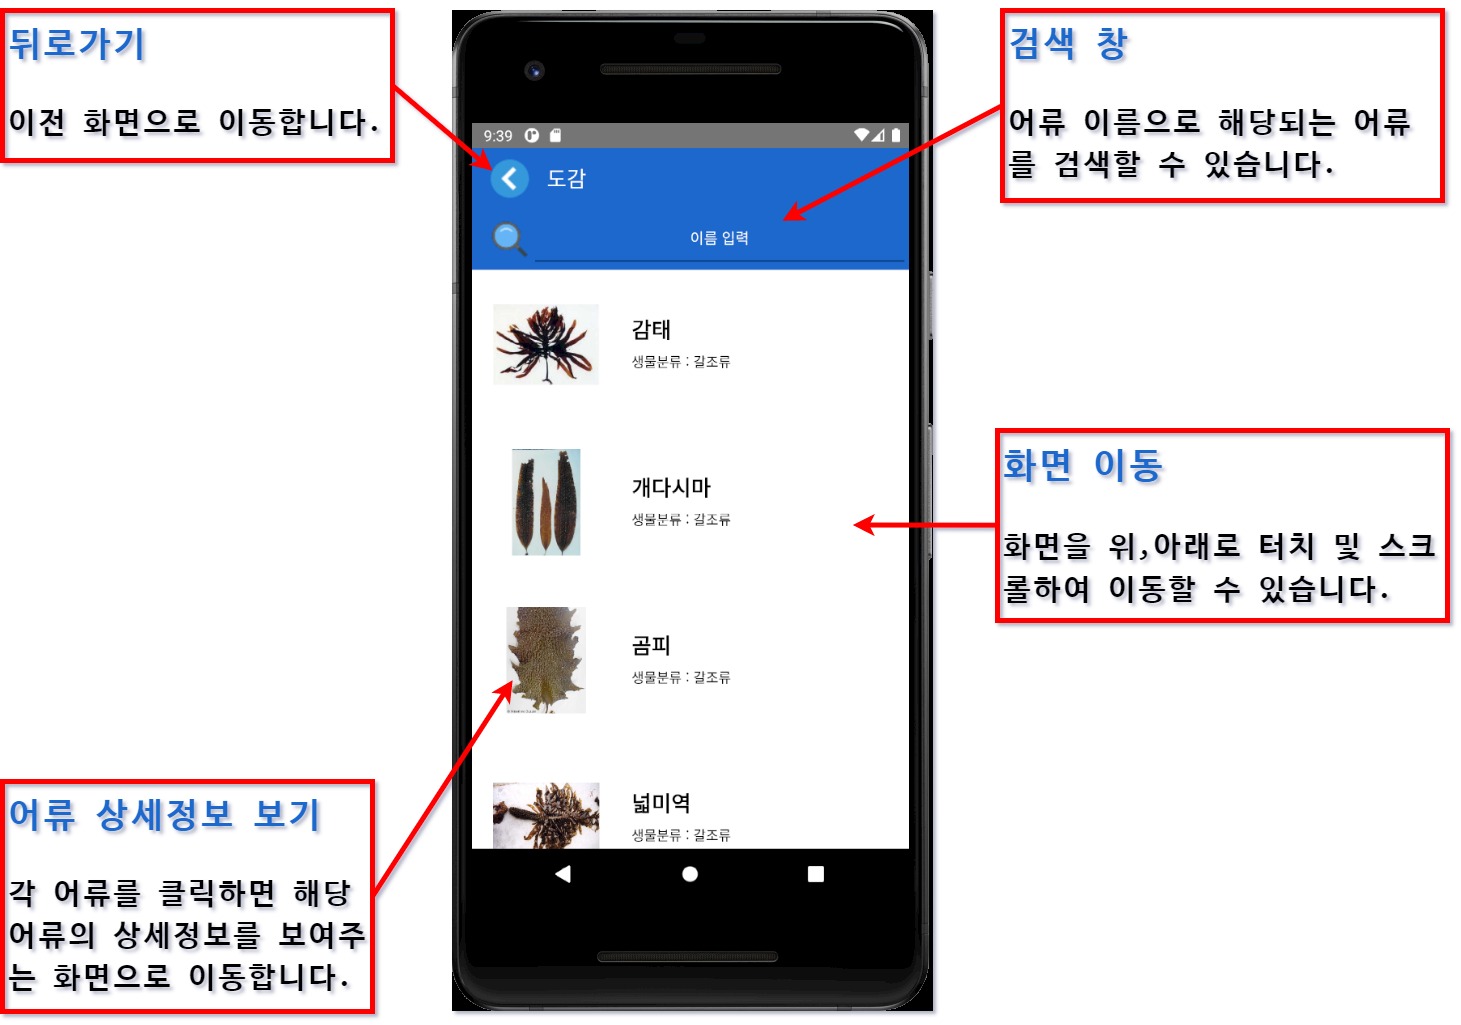 뒤로가기
이전 화면으로 이동합니다.
검색 창
어류 이름으로 해당되는 어류
를 검색할 수 있습니다.
9:39
도감
이름 입력
감태
생물분류 : 갈조류
개다시마
생물분류 : 갈조류
곰피
생물분류 : 갈조류
넓미역
생물분류 : 갈조류
화면 이동
화면을 위,아래로 터치 및 스크
롤하여 이동할 수 있습니다.
어류 상세정보 보기
각 어류를 클릭하면 해당
어류의 상세정보를 보여주
는 화면으로 이동합니다.